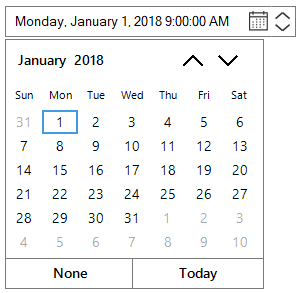 Monday, January 1, 2018 9:00:00 AM
January 2018
Sun Mon Tue Wed Thu Fri Sat
31 1 2 3 4 5 6
7 8 9 10 11 12 13
14 15 16 17 18 19 20
21 22 23 24 25 26 27
28 29 30 31 1 2 3
4 5 6 7 8 9 10
None Today